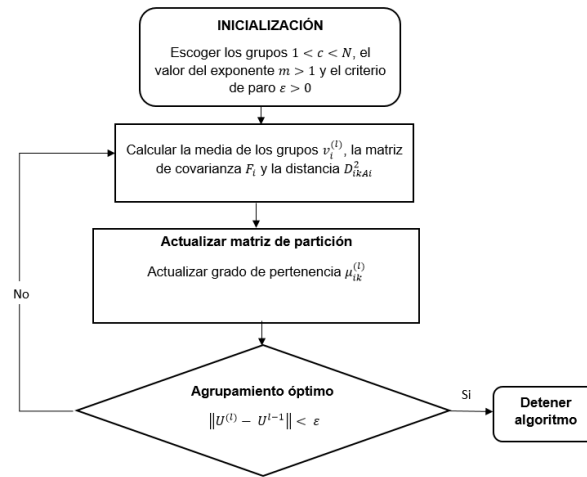 INICIALIZACIÓN
Escoger los grupos 1 < c < N, el
valor del exponente m > 1 y el criterio
de paro ε > 0
Calcular la media de los grupos v_i^(l), la matriz
de covarianza F_i y la distancia D_ikAi^2
Actualizar matriz de partición
Actualizar grado de pertenencia μ_ik^(l)
No
Agrupamiento óptimo
‖U^(l) − U^l−1‖ < ε
Si
Detener
algoritmo